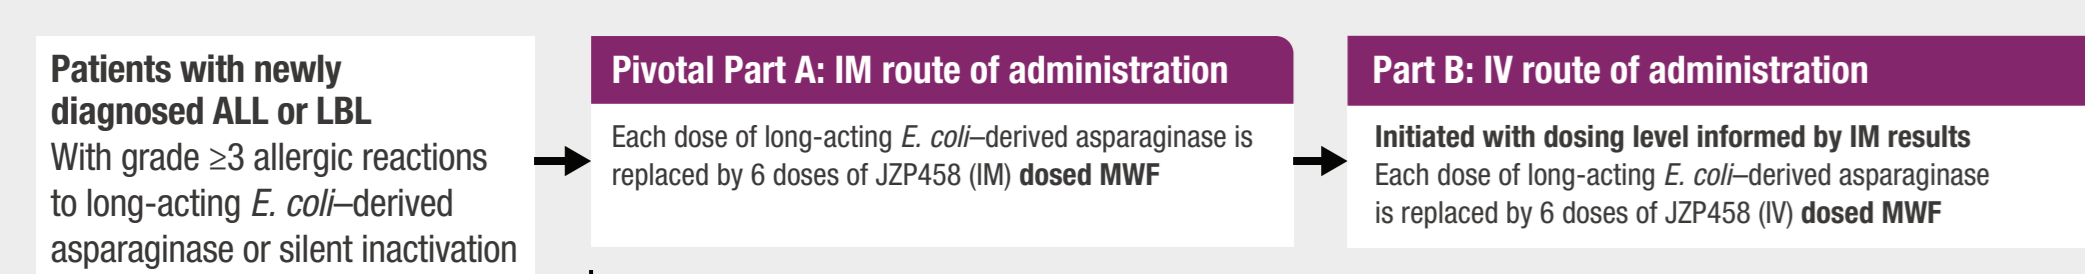 Patients with newly
diagnosed ALL or LBL
With grade ≥3 allergic reactions
to long-acting E. coli–derived
asparaginase or silent inactivation
Pivotal Part A: IM route of administration
Each dose of long-acting E. coli–derived asparaginase is
replaced by 6 doses of JZP458 (IM) dosed MWF
Part B: IV route of administration
Initiated with dosing level informed by IM results
Each dose of long-acting E. coli–derived asparaginase
is replaced by 6 doses of JZP458 (IV) dosed MWF